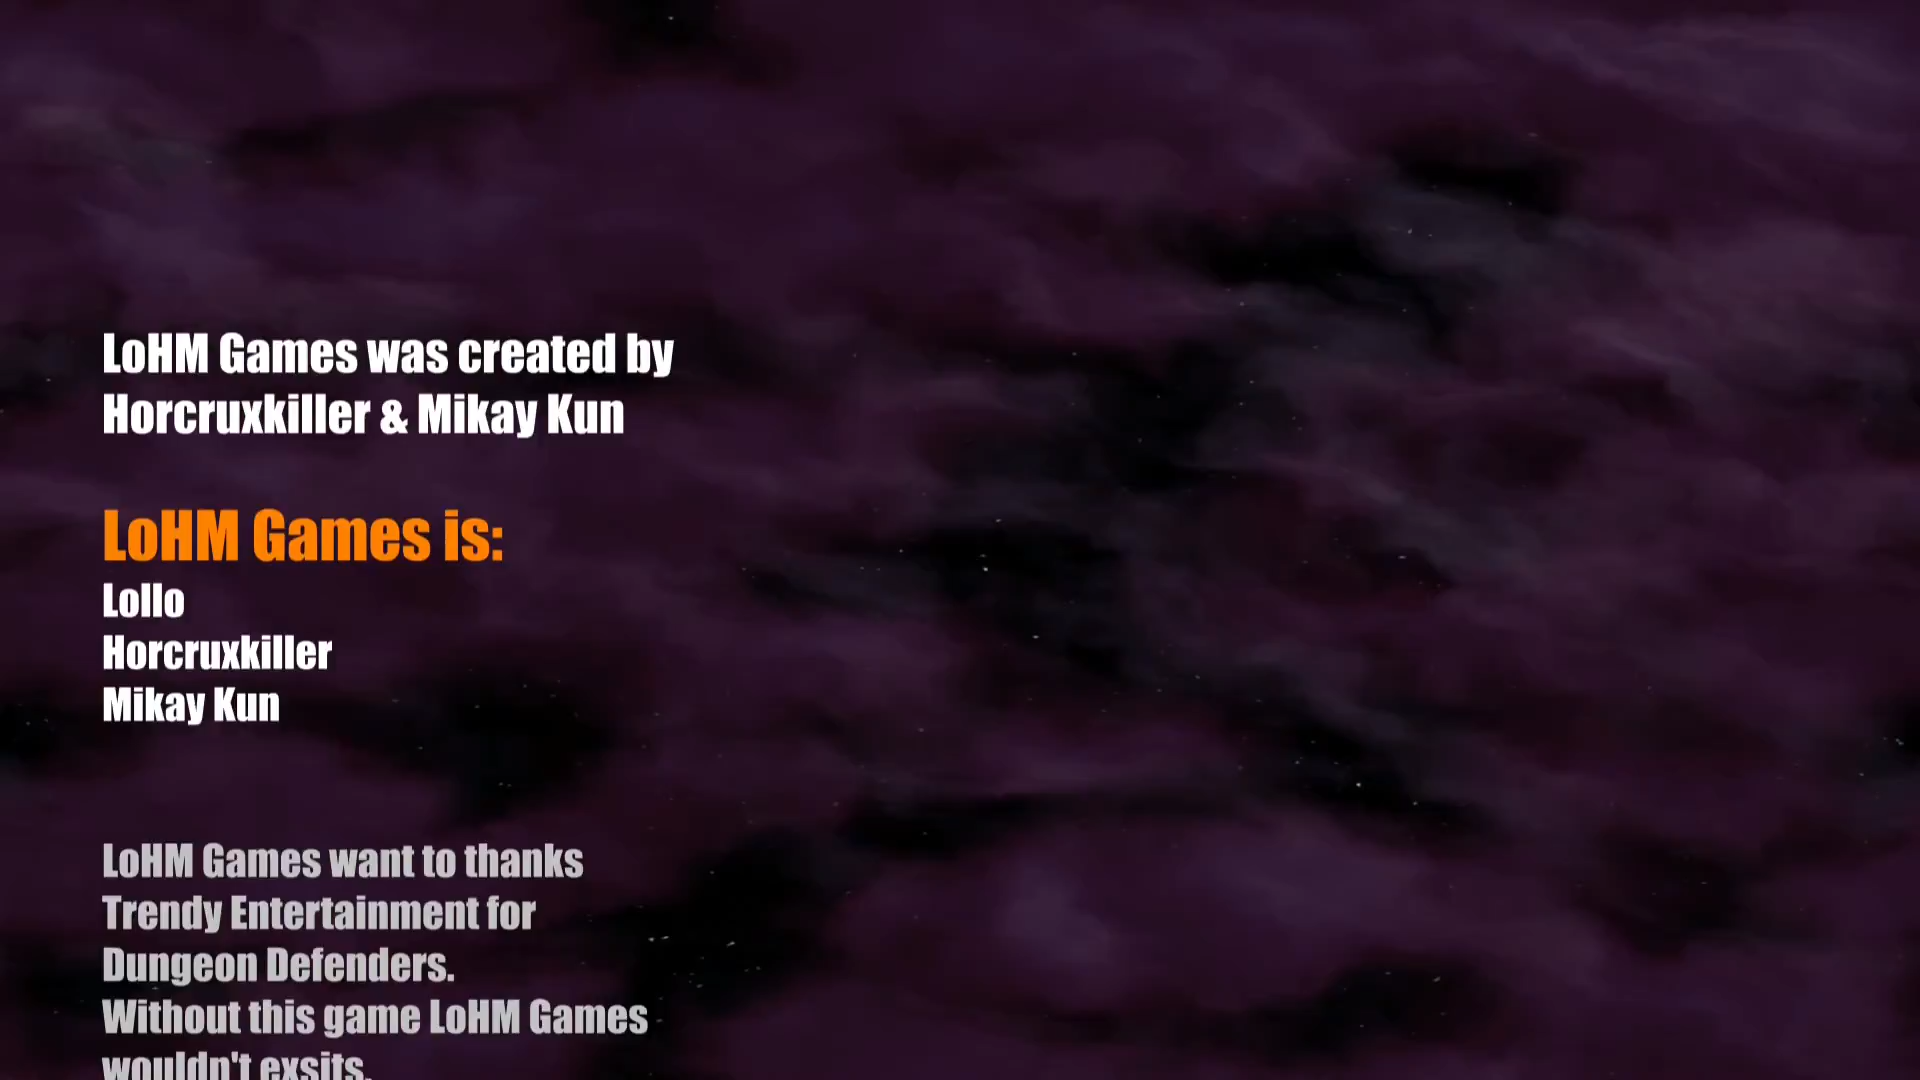 LoHM Games was created by
Horcruxkiller & Mikay Kun
LoHM Games is:
Lollo
Horcruxkiller
Mikay Kun
LoHM Games want to thanks
Trendy Entertainment for
Dungeon Defenders.
Without this game LoHM Games
wouldn't exsits.